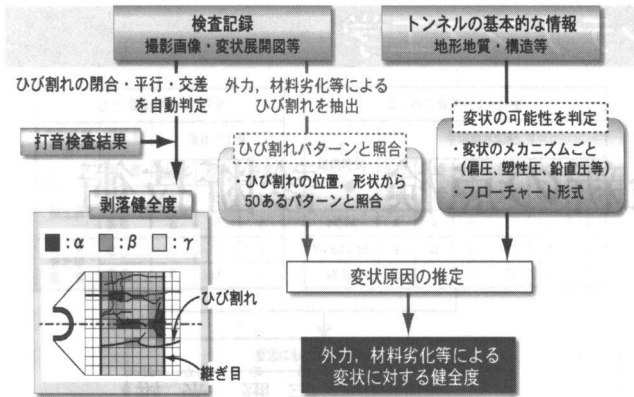 検査記録
撮影画像・変状展開図等
トンネルの基本的な情報
地形地質・構造等
ひび割れの閉合・平行・交差
を自動判定
外力，材料劣化等による
ひび割れを抽出
打音検査結果
変状の可能性を判定
・変状のメカニズムごと
（偏圧、塑性圧、鉛直圧等）
・フローチャート形式
ひび割れパターンと照合
・ひび割れの位置，形状から
50あるパターンと照合
剥落健全度
：α ：β ：γ
ひび割れ
継ぎ目
変状原因の推定
外力，材料劣化等による
変状に対する健全度